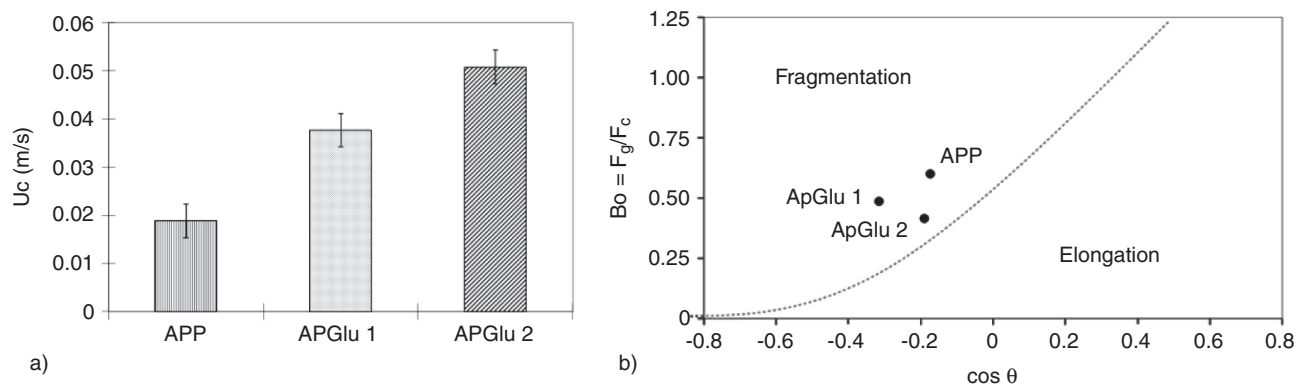 0.06
0.05
0.04
0.03
0.02
0.01
0
Uc (m/s)
APP
APGlu 1
APGlu 2
a)
1.25
1.00
0.75
0.50
0.25
0
Bo = Fg/Fc
Fragmentation
APP
ApGlu 1
ApGlu 2
Elongation
-0.8 -0.6 -0.4 -0.2 0 0.2 0.4 0.6 0.8
cos θ
b)